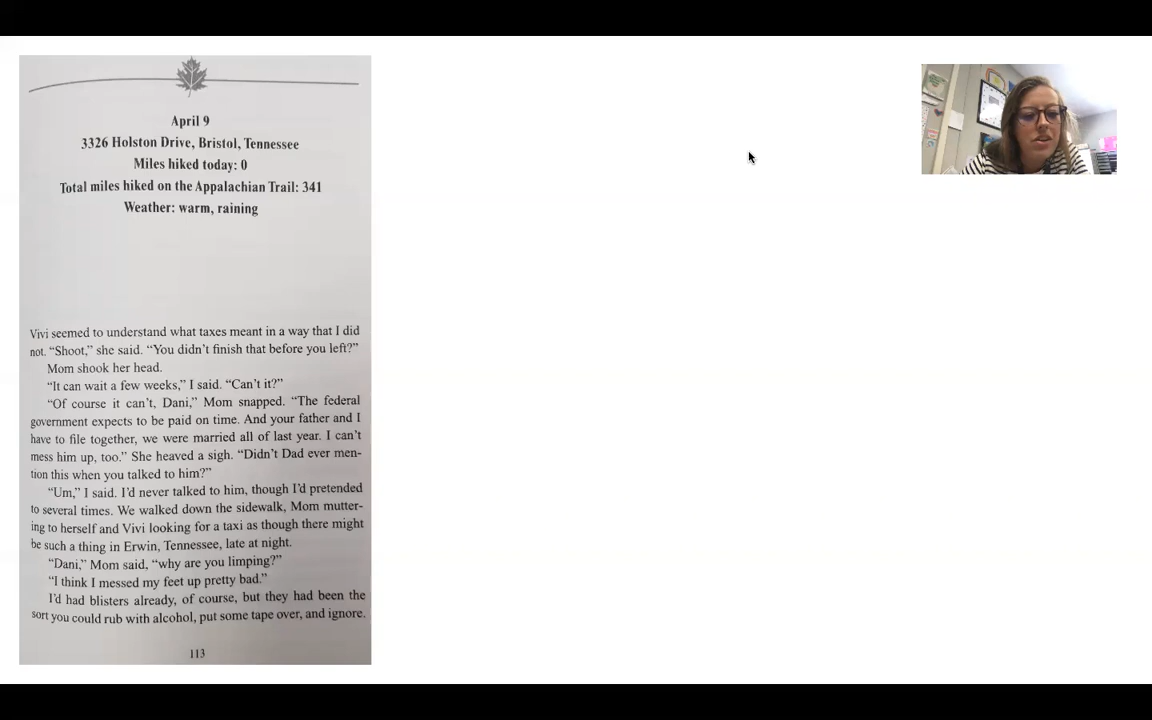 April 9
3326 Holston Drive, Bristol, Tennessee
Miles hiked today: 0
Total miles hiked on the Appalachian Trail: 341
Weather: warm, raining
Vivi seemed to understand what taxes meant in a way that I did
not. “Shoot,” she said. “You didn’t finish that before you left?”
Mom shook her head.
“It can wait a few weeks,” I said. “Can’t it?”
“Of course it can’t, Dani,” Mom snapped. “The federal
government expects to be paid on time. And your father and I
have to file together, we were married all of last year. I can’t
mess him up, too.” She heaved a sigh. “Didn’t Dad ever men-
tion this when you talked to him?”
“Um,” I said. I’d never talked to him, though I’d pretended
to several times. We walked down the sidewalk, Mom mutter-
ing to herself and Vivi looking for a taxi as though there might
be such a thing in Erwin, Tennessee, late at night.
“Dani,” Mom said, “why are you limping?”
“I think I messed my feet up pretty bad.”
I’d had blisters already, of course, but they had been the
sort you could rub with alcohol, put some tape over, and ignore.
113